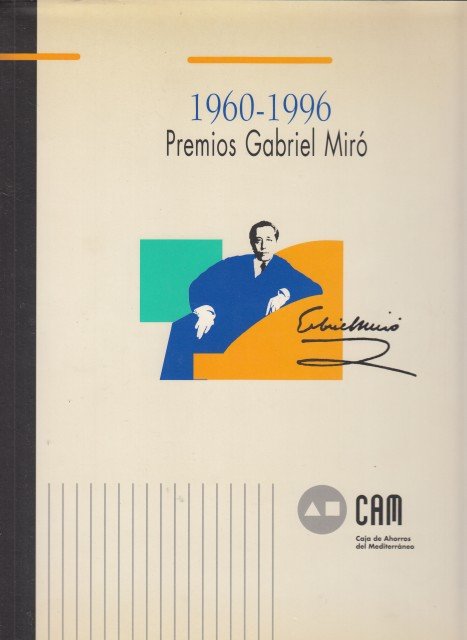 1960-1996
Premios Gabriel Miró
Gabriel Miró
CAM
Caja de Ahorros
del Mediterráneo